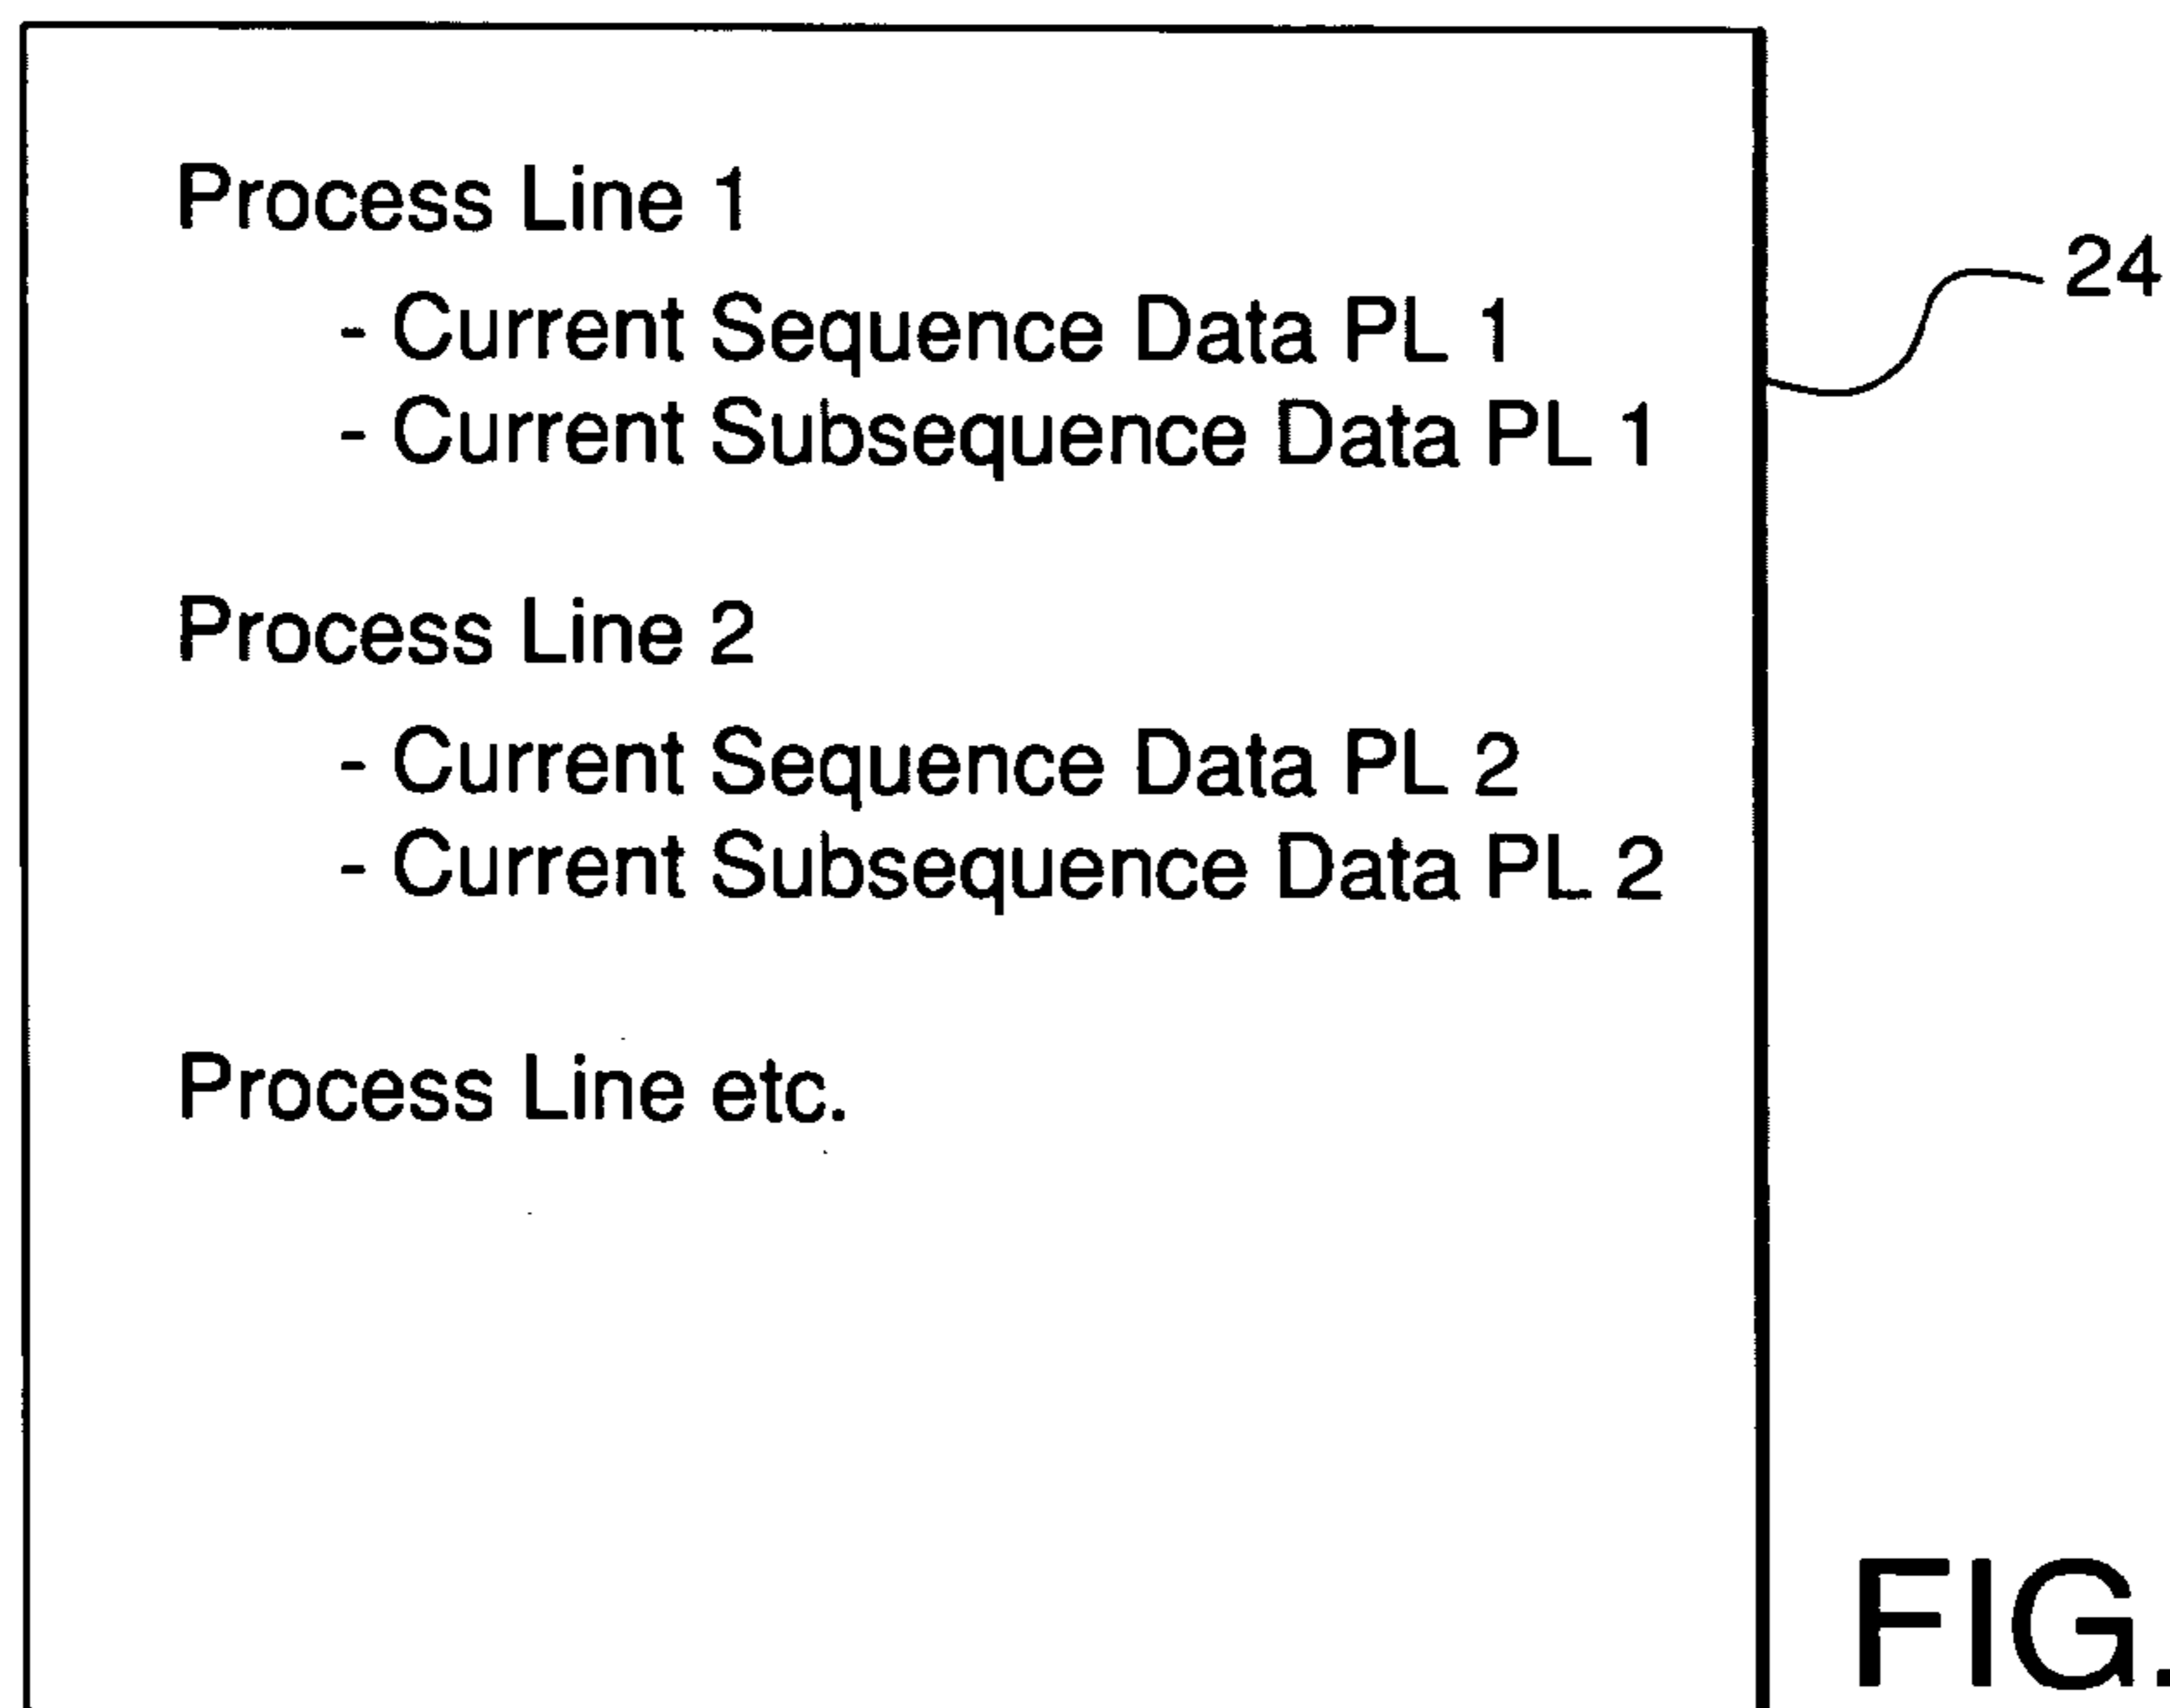 Process Line 1
- Current Sequence Data PL 1
- Current Subsequence Data PL 1
24
Process Line 2
- Current Sequence Data PL 2
- Current Subsequence Data PL 2
Process Line etc.
FIG.